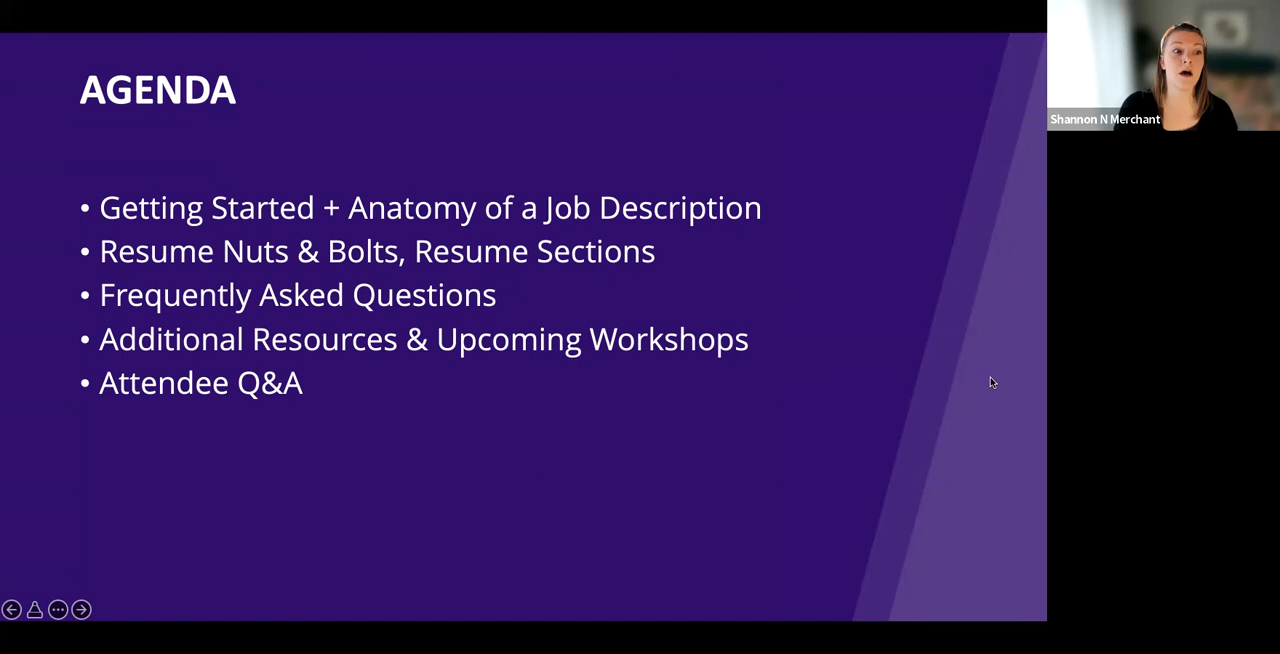 AGENDA
• Getting Started + Anatomy of a Job Description
• Resume Nuts & Bolts, Resume Sections
• Frequently Asked Questions
• Additional Resources & Upcoming Workshops
• Attendee Q&A
Shannon N Merchant